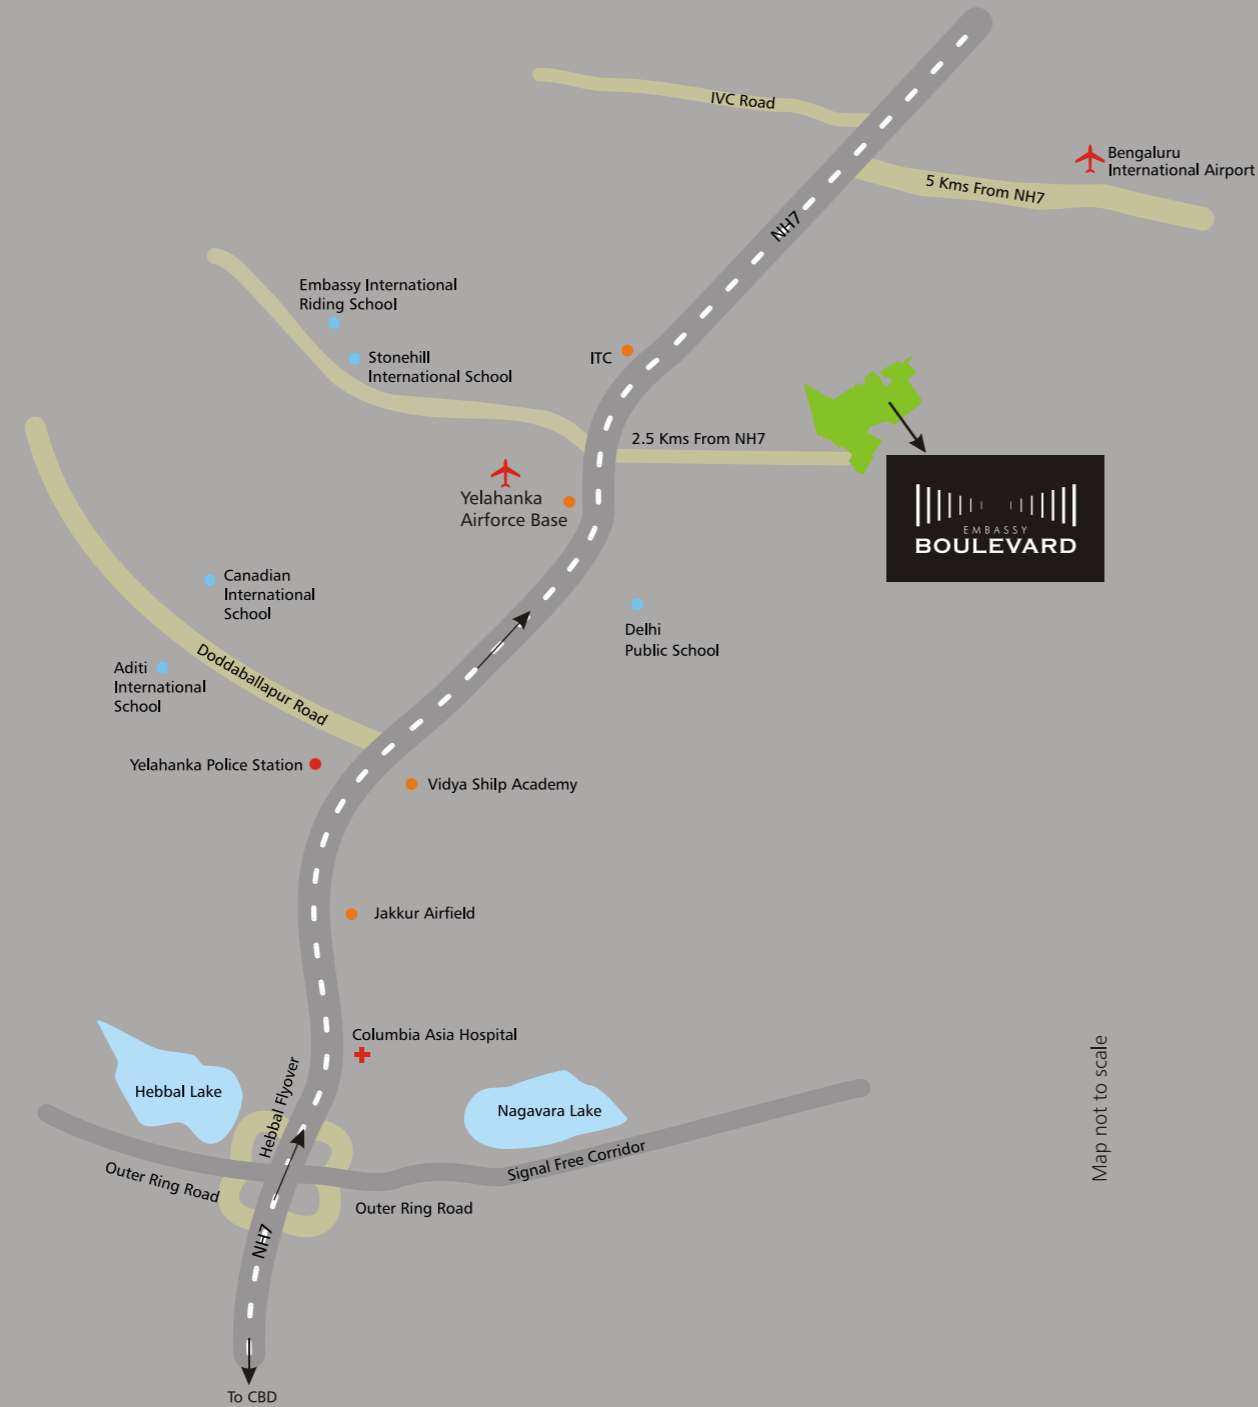 IVC Road
Bengaluru
International Airport
5 Kms From NH7
NH7
Embassy International
Riding School
Stonehill
International School
ITC
2.5 Kms From NH7
Yelahanka
Airforce Base
EMBASSY
BOULEVARD
Canadian
International
School
Delhi
Public School
Aditi
International
School
Doddaballapur Road
Yelahanka Police Station
Vidya Shilp Academy
Jakkur Airfield
Columbia Asia Hospital
Hebbal Lake
Hebbal Flyover
Nagavara Lake
Map not to scale
Outer Ring Road
Signal Free Corridor
Outer Ring Road
NH7
To CBD